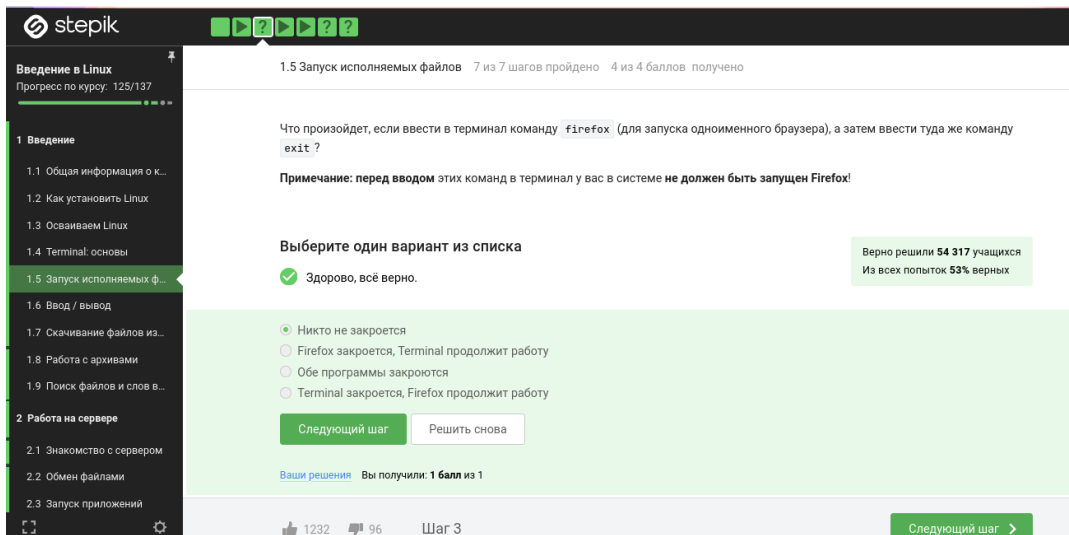 stepik
? ? ?
Введение в Linux
Прогресс по курсу: 125/137
1 Введение
1.1 Общая информация о к...
1.2 Как установить Linux
1.3 Осваиваем Linux
1.4 Terminal: основы
1.5 Запуск исполняемых ф...
1.6 Ввод / вывод
1.7 Скачивание файлов из...
1.8 Работа с архивами
1.9 Поиск файлов и слов в...
2 Работа на сервере
2.1 Знакомство с сервером
2.2 Обмен файлами
2.3 Запуск приложений
1.5 Запуск исполняемых файлов 7 из 7 шагов пройдено 4 из 4 баллов получено
Что произойдет, если ввести в терминал команду firefox (для запуска одноименного браузера), а затем ввести туда же команду
exit ?
Примечание: перед вводом этих команд в терминал у вас в системе не должен быть запущен Firefox!
Выберите один вариант из списка
Здорово, всё верно.
Верно решили 54 317 учащихся
Из всех попыток 53% верных
Никто не закроется
Firefox закроется, Terminal продолжит работу
Обе программы закроются
Terminal закроется, Firefox продолжит работу
Следующий шаг Решить снова
Ваши решения Вы получили: 1 балл из 1
1232 96 Шаг 3 Следующий шаг